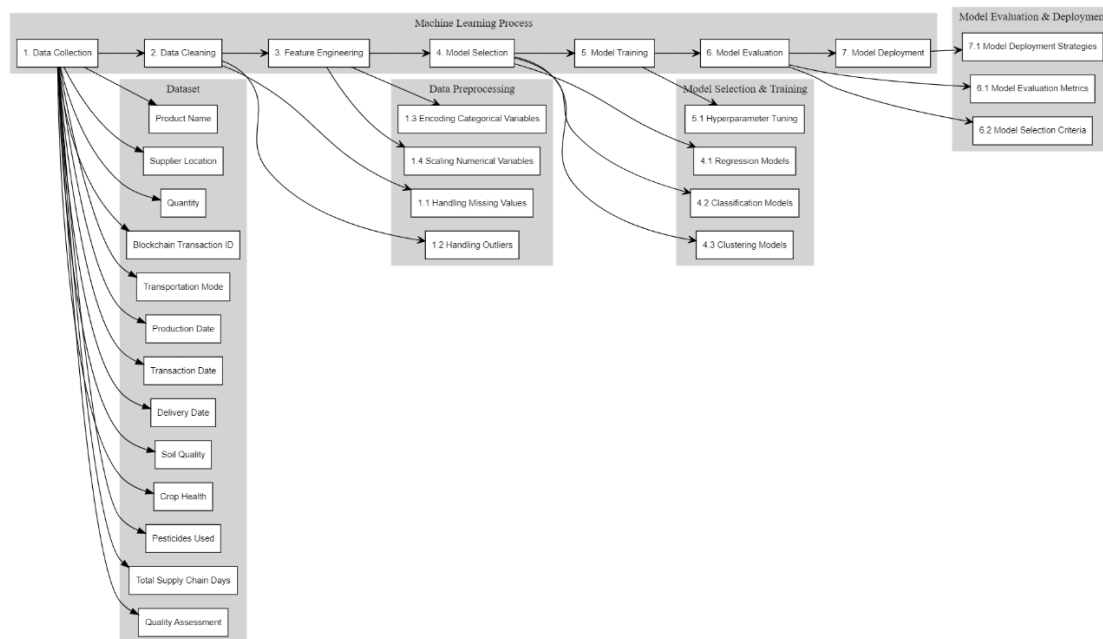 Machine Learning Process
1. Data Collection
2. Data Cleaning
3. Feature Engineering
4. Model Selection
5. Model Training
6. Model Evaluation
7. Model Deployment
Model Evaluation & Deploymen
7.1 Model Deployment Strategies
6.1 Model Evaluation Metrics
6.2 Model Selection Criteria
Dataset
Product Name
Supplier Location
Quantity
Blockchain Transaction ID
Transportation Mode
Production Date
Transaction Date
Delivery Date
Soil Quality
Crop Health
Pesticides Used
Total Supply Chain Days
Quality Assessment
Data Preprocessing
1.3 Encoding Categorical Variables
1.4 Scaling Numerical Variables
1.1 Handling Missing Values
1.2 Handling Outliers
Model Selection & Training
5.1 Hyperparameter Tuning
4.1 Regression Models
4.2 Classification Models
4.3 Clustering Models